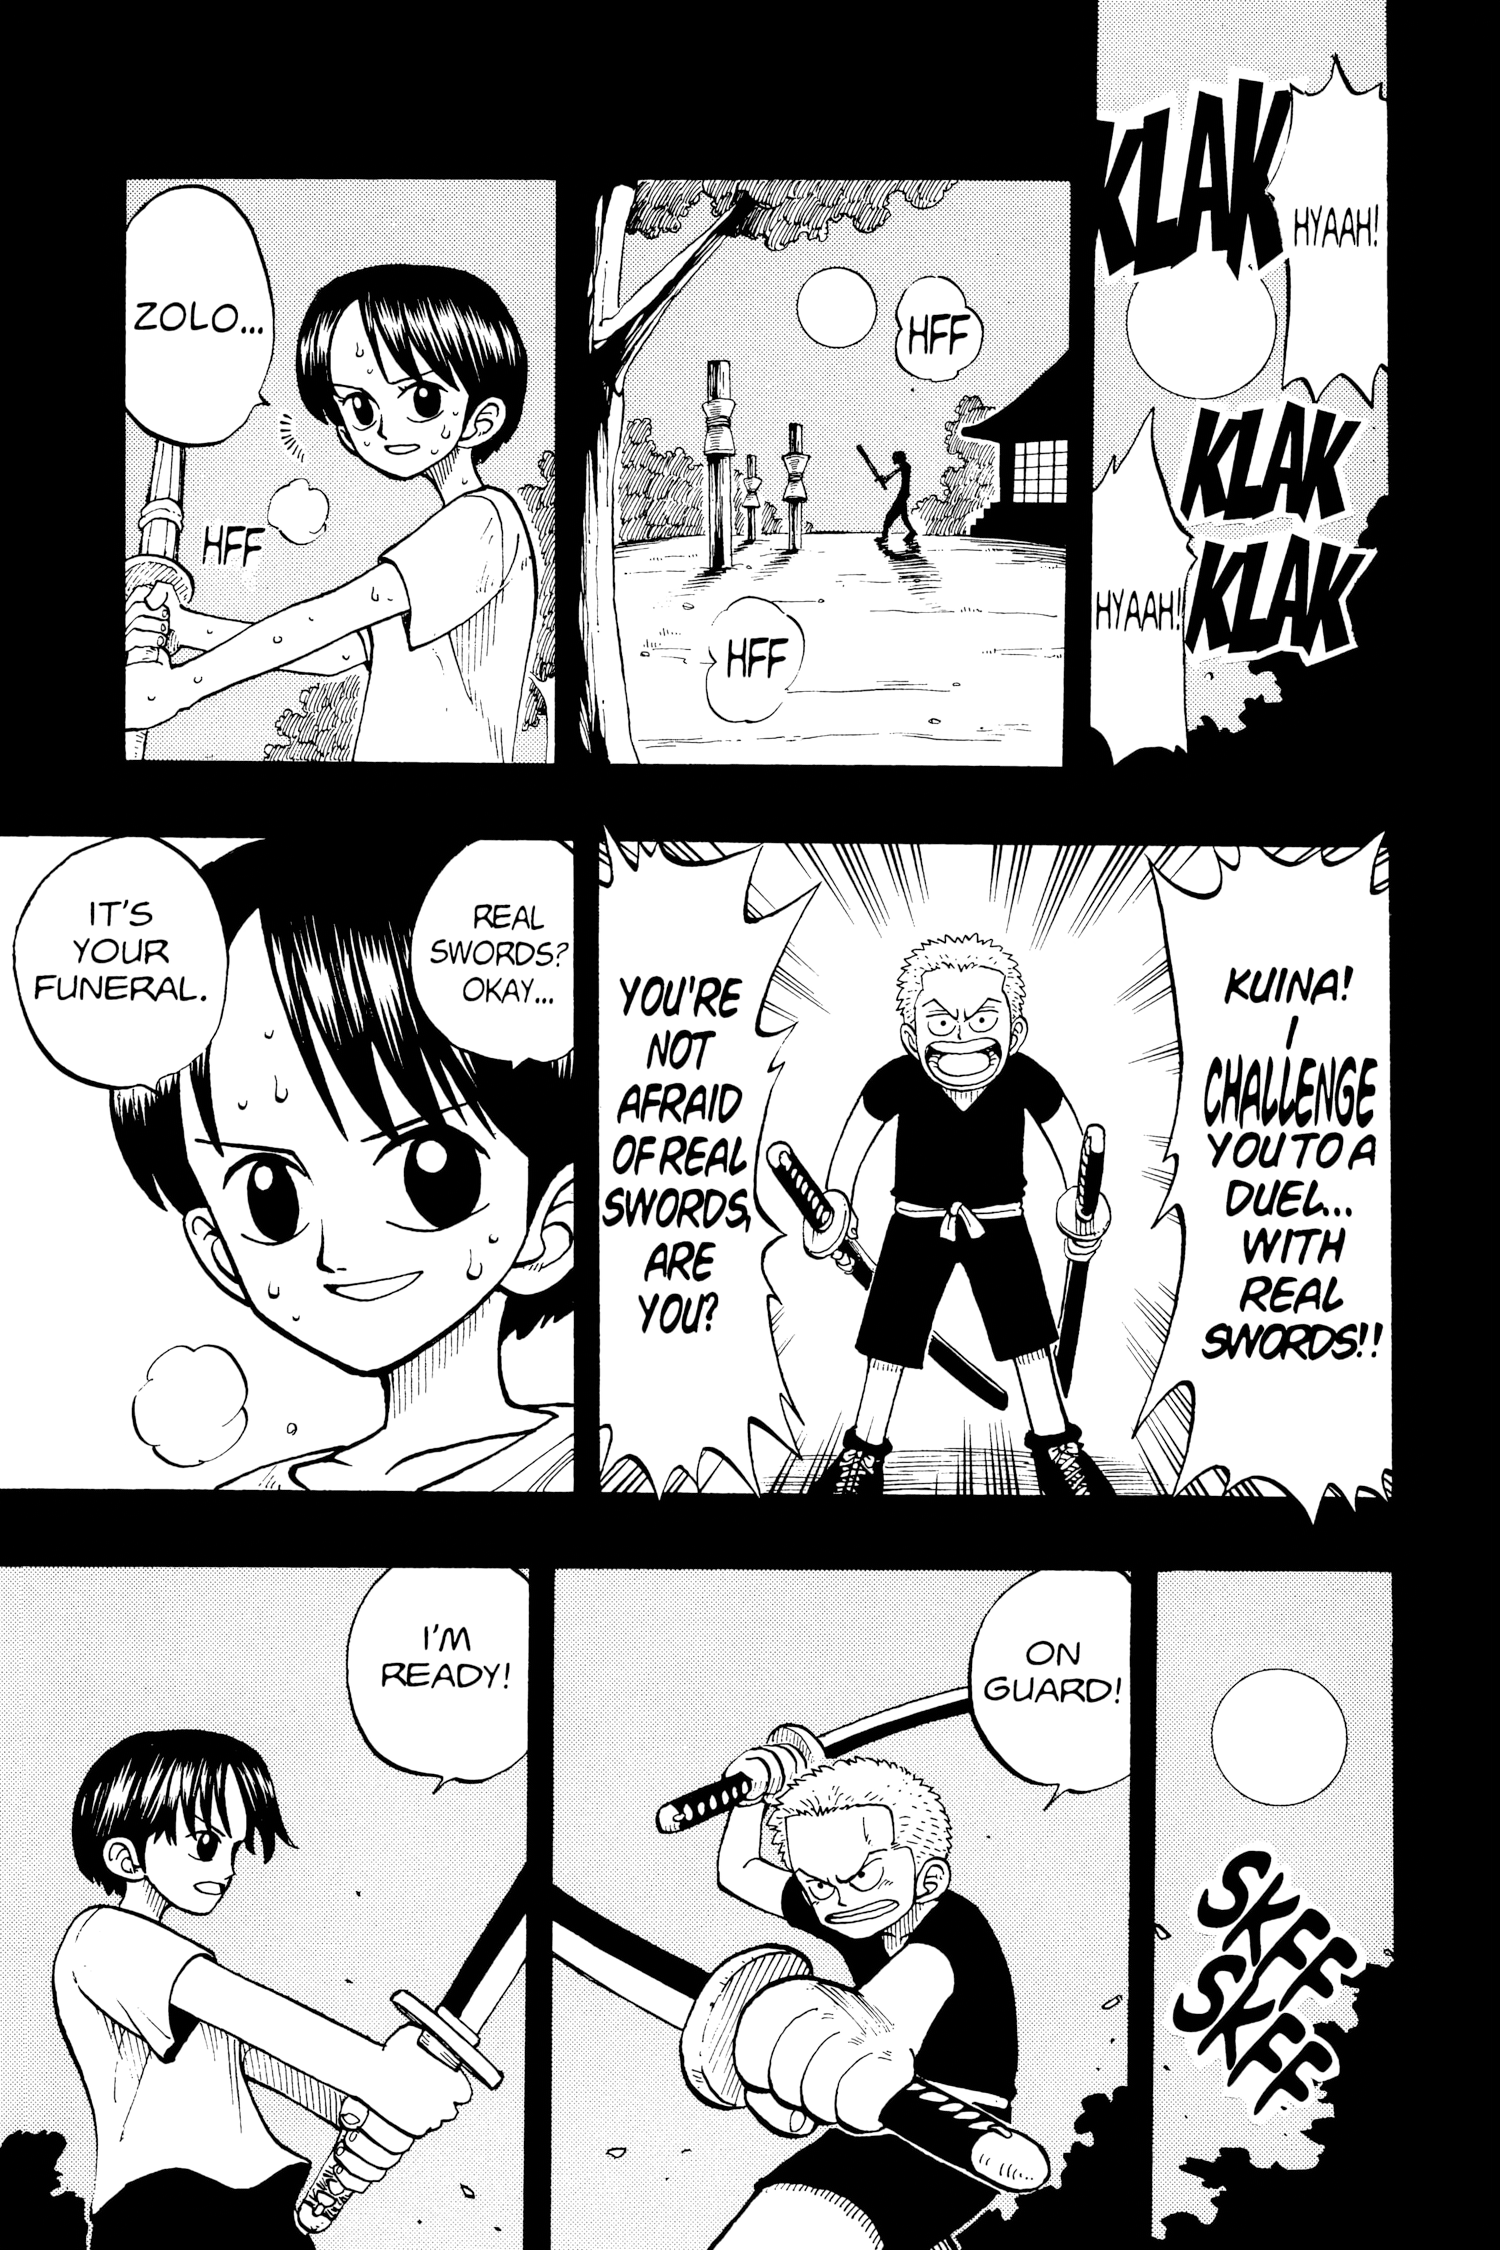 HYAAH!
KLAK
KLAK
KLAK
HYAAH!
HFF
HFF
ZOLO...
HFF
KUINA!
I
CHALLENGE
YOU TO A
DUEL...
WITH
REAL
SWORDS!!
YOU'RE
NOT
AFRAID
OF REAL
SWORDS,
ARE
YOU?
REAL
SWORDS?
OKAY...
IT'S
YOUR
FUNERAL.
SKFF
SKFF
ON
GUARD!
I'M
READY!